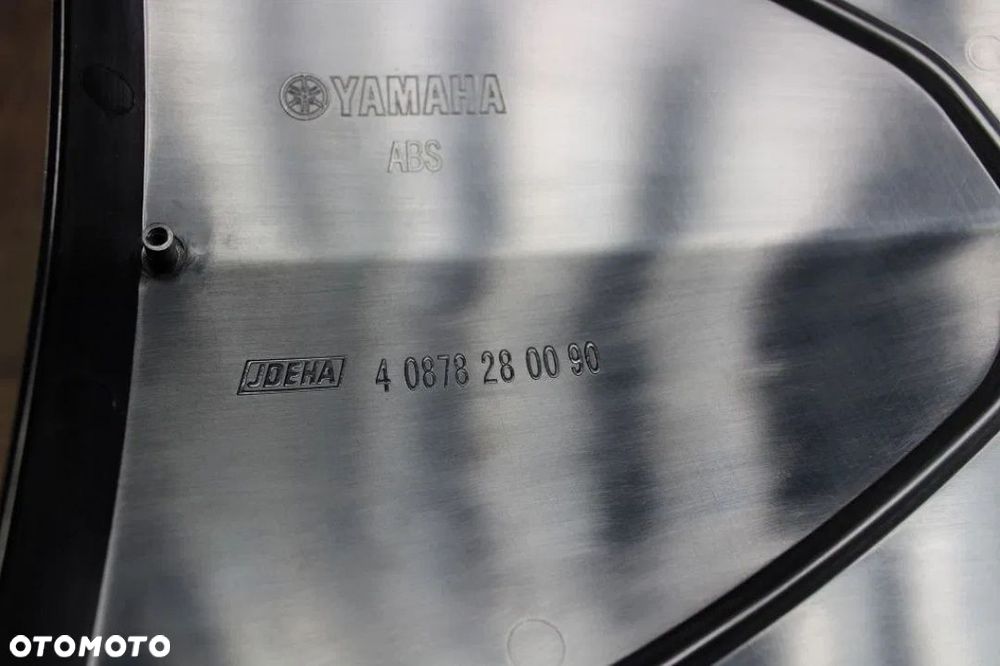 YAMAHA
ABS
JDEHA 4 0878 28 00 90
OTOMOTO